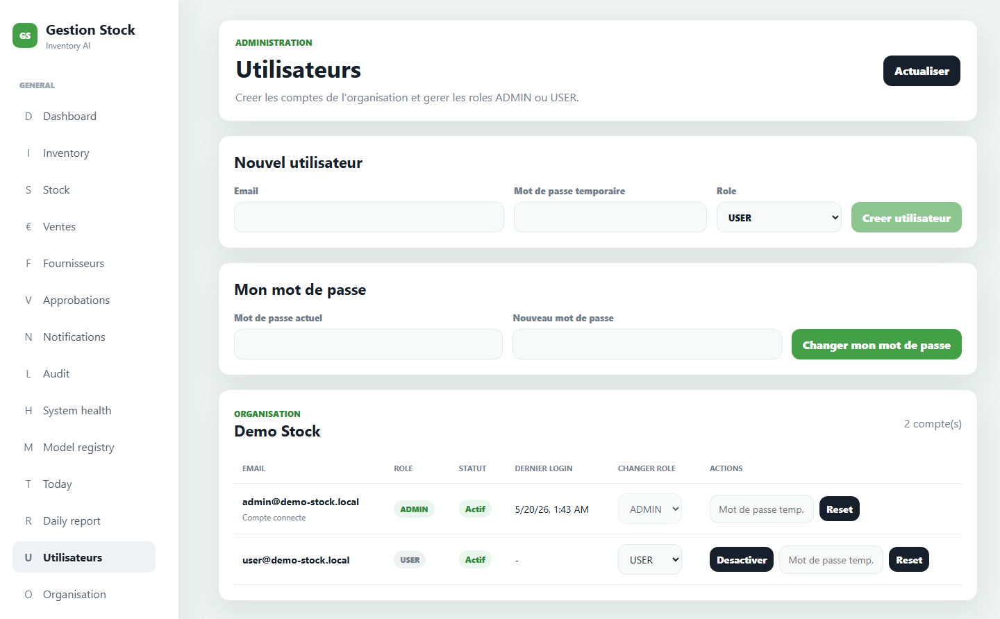 GS
Gestion Stock
Inventory AI
GENERAL
D Dashboard
I Inventory
S Stock
€ Ventes
F Fournisseurs
V Approbations
N Notifications
L Audit
H System health
M Model registry
T Today
R Daily report
U Utilisateurs
O Organisation
ADMINISTRATION
Utilisateurs
Creer les comptes de l'organisation et gerer les roles ADMIN ou USER.
Actualiser
Nouvel utilisateur
Email Mot de passe temporaire Role
USER Creer utilisateur
Mon mot de passe
Mot de passe actuel Nouveau mot de passe
Changer mon mot de passe
ORGANISATION
Demo Stock
2 compte(s)
EMAIL ROLE STATUT DERNIER LOGIN CHANGER ROLE ACTIONS
admin@demo-stock.local
Compte connecte
ADMIN Actif 5/20/26, 1:43 AM ADMIN Mot de passe temp. Reset
user@demo-stock.local USER Actif - USER Desactiver Mot de passe temp. Reset